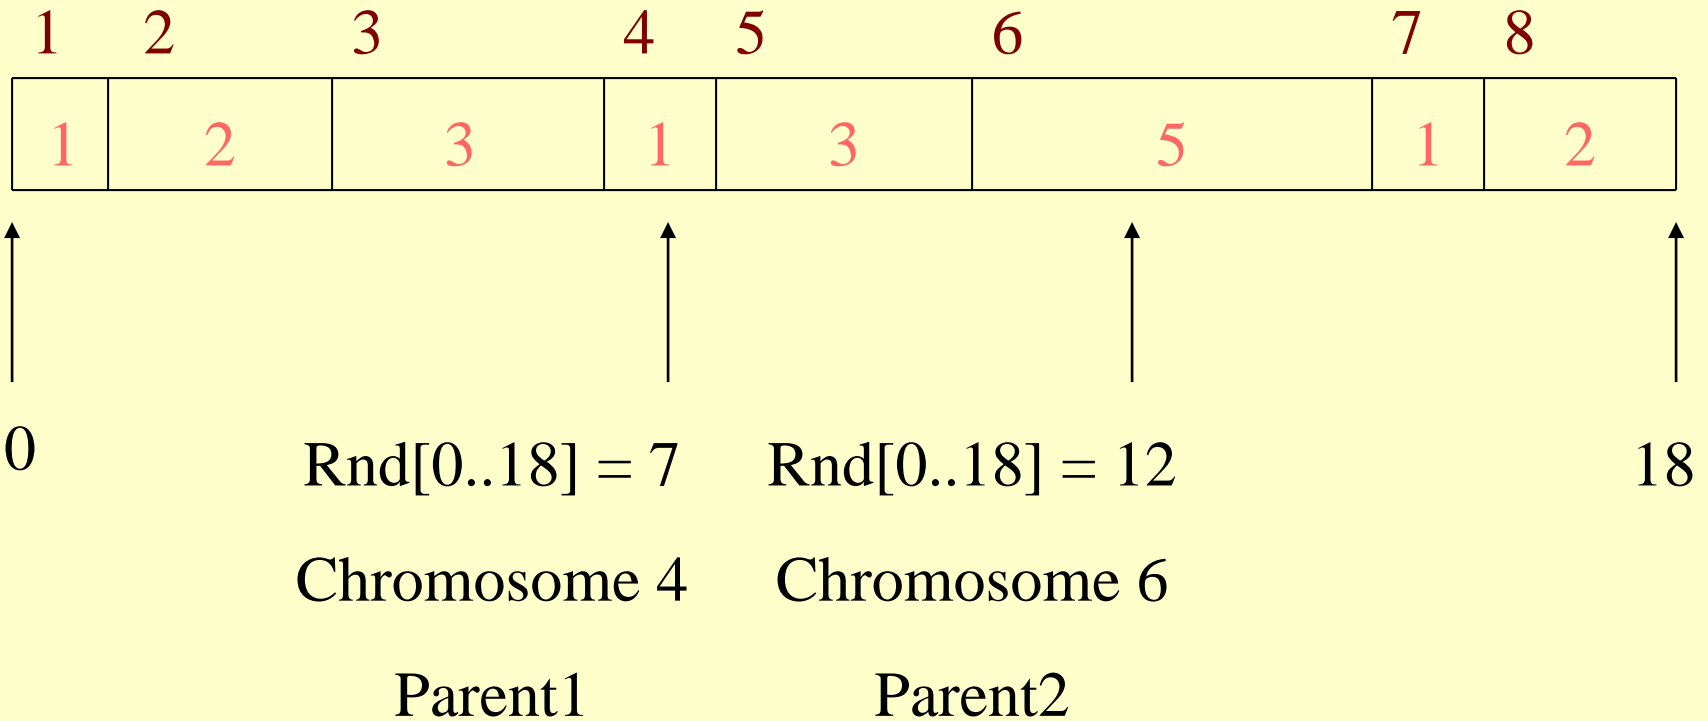 1 2 3 4 5 6 7 8
1 2 3 1 3 5 1 2
0 Rnd[0..18] = 7 Rnd[0..18] = 12 18
Chromosome 4 Chromosome 6
Parent1 Parent2